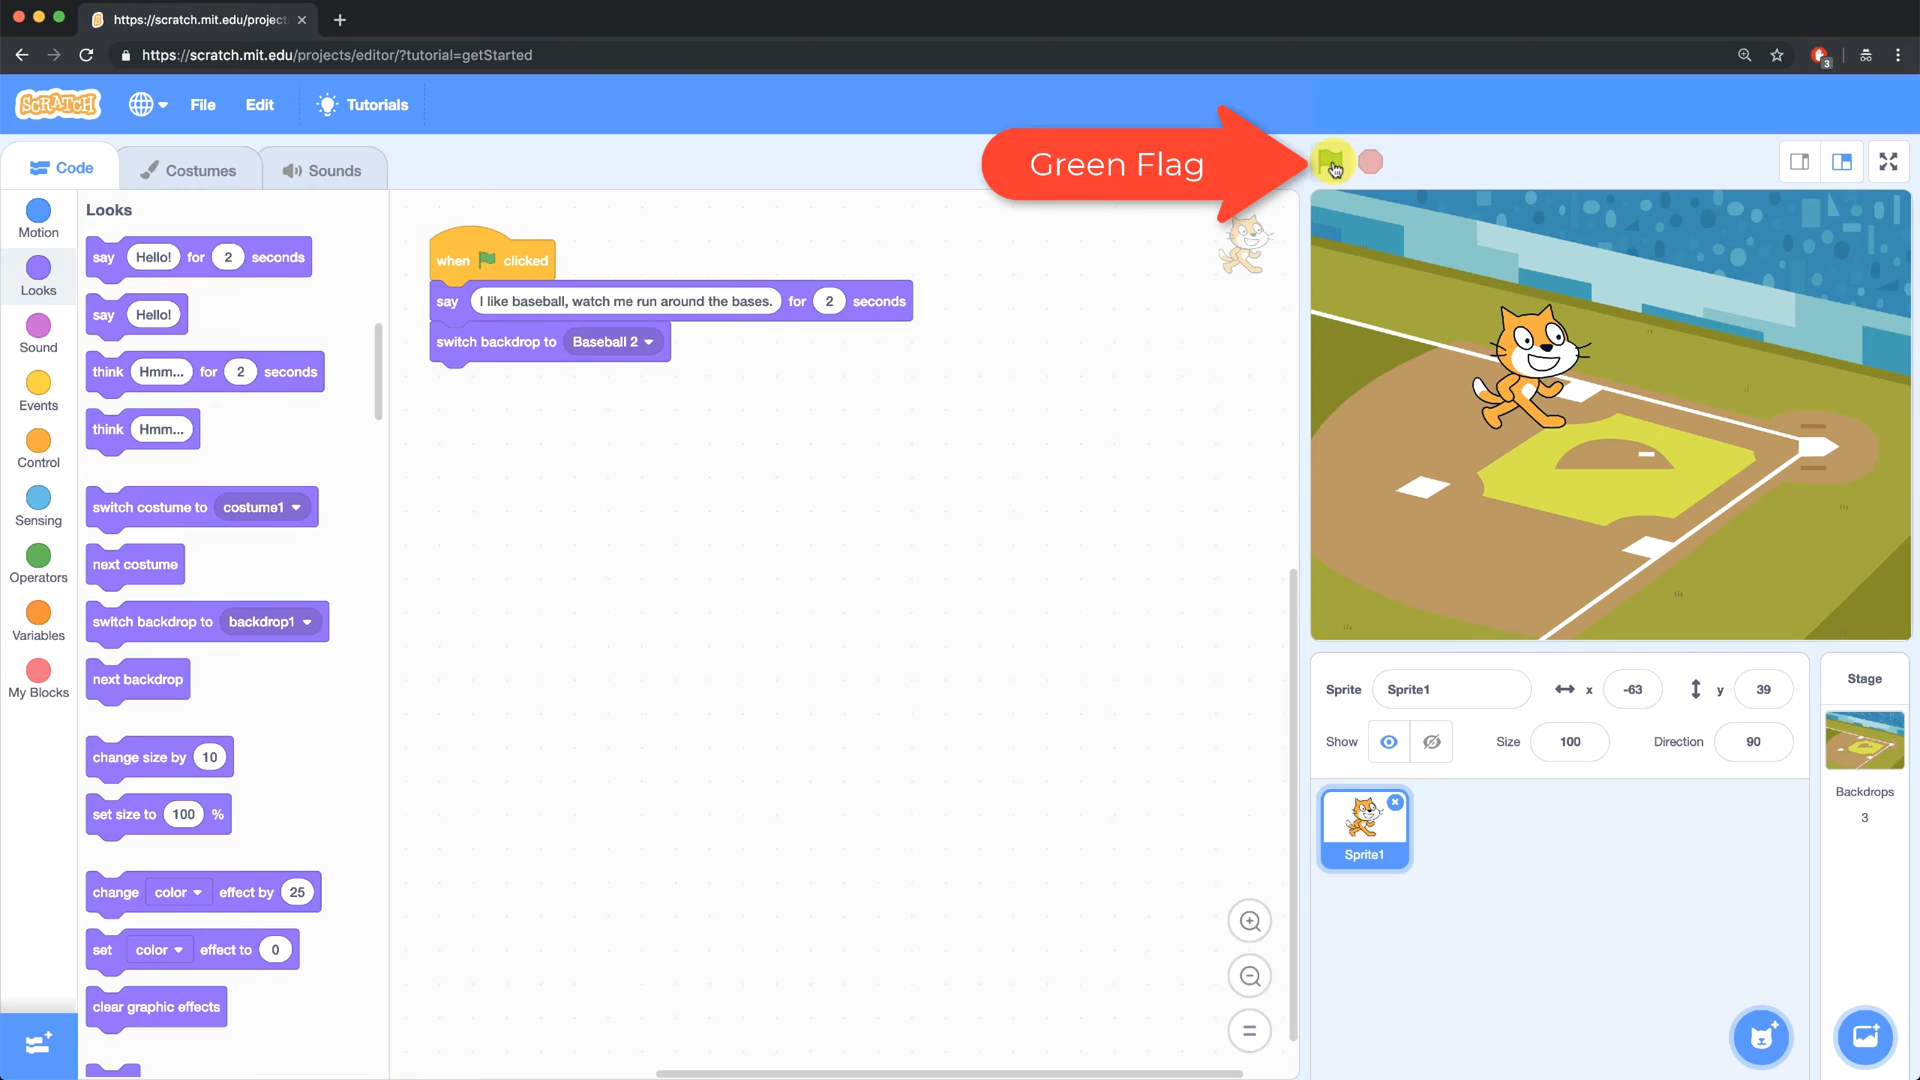 https://scratch.mit.edu/project
https://scratch.mit.edu/projects/editor/?tutorial=getStarted
3
SCRATCH
File
Edit
Tutorials
Code
Costumes
Sounds
Green Flag
Motion
Looks
Sound
Events
Control
Sensing
Operators
Variables
My Blocks
Looks
say Hello! for 2 seconds
say Hello!
think Hmm... for 2 seconds
think Hmm...
switch costume to costume1
next costume
switch backdrop to backdrop1
next backdrop
change size by 10
set size to 100 %
change color effect by 25
set color effect to 0
clear graphic effects
when clicked
say I like baseball, watch me run around the bases. for 2 seconds
switch backdrop to Baseball 2
Sprite Sprite1 x -63 y 39
Show Size 100 Direction 90
Sprite1
Stage
Backdrops
3